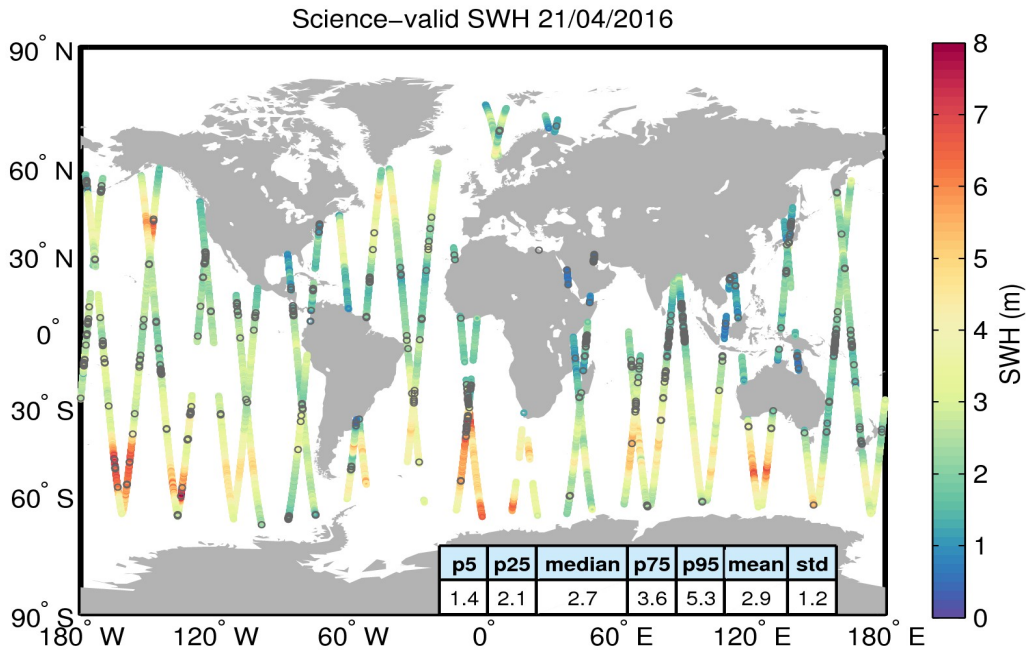 Science−valid SWH 21/04/2016
90° N
60° N
30° N
0°
30° S
60° S
90° S
180° W
120° W
60° W
0°
60° E
120° E
180° E
p5 p25 median p75 p95 mean std
1.4 2.1 2.7 3.6 5.3 2.9 1.2
8
7
6
5
4
3
2
1
0
SWH (m)